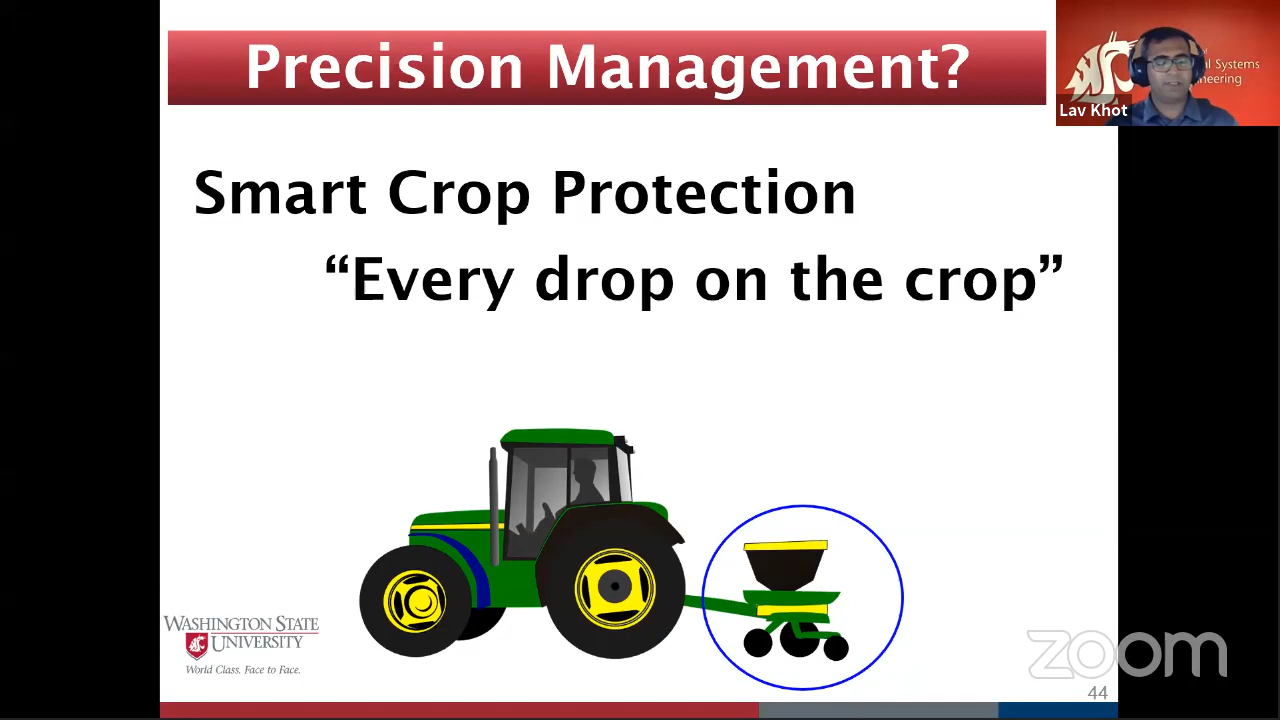 Precision Management?
Lav Khot
Smart Crop Protection
“Every drop on the crop”
WASHINGTON STATE
UNIVERSITY
World Class. Face to Face.
zoom
44